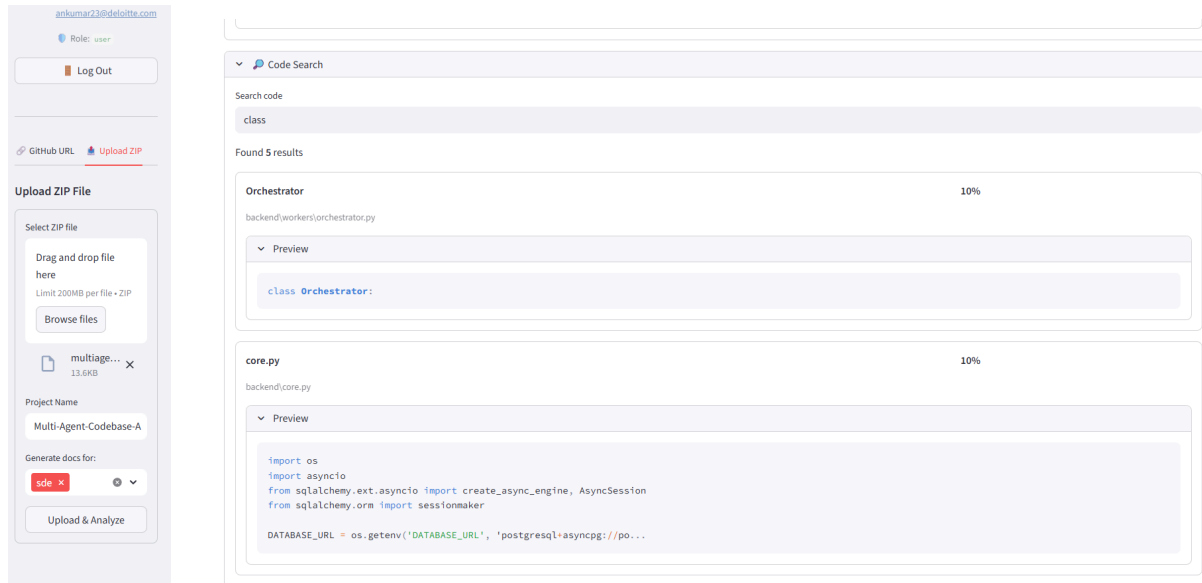 ankumar23@deloitte.com
Role: user
Log Out
GitHub URL
Upload ZIP
Upload ZIP File
Select ZIP file
Drag and drop file
here
Limit 200MB per file • ZIP
Browse files
multiage...
13.6KB
Project Name
Multi-Agent-Codebase-A
Generate docs for:
sde
Upload & Analyze
Code Search
Search code
class
Found 5 results
Orchestrator 10%
backend\workers\orchestrator.py
Preview
class Orchestrator:
core.py 10%
backend\core.py
Preview
import os
import asyncio
from sqlalchemy.ext.asyncio import create_async_engine, AsyncSession
from sqlalchemy.orm import sessionmaker
DATABASE_URL = os.getenv('DATABASE_URL', 'postgresql+asyncpg://po...